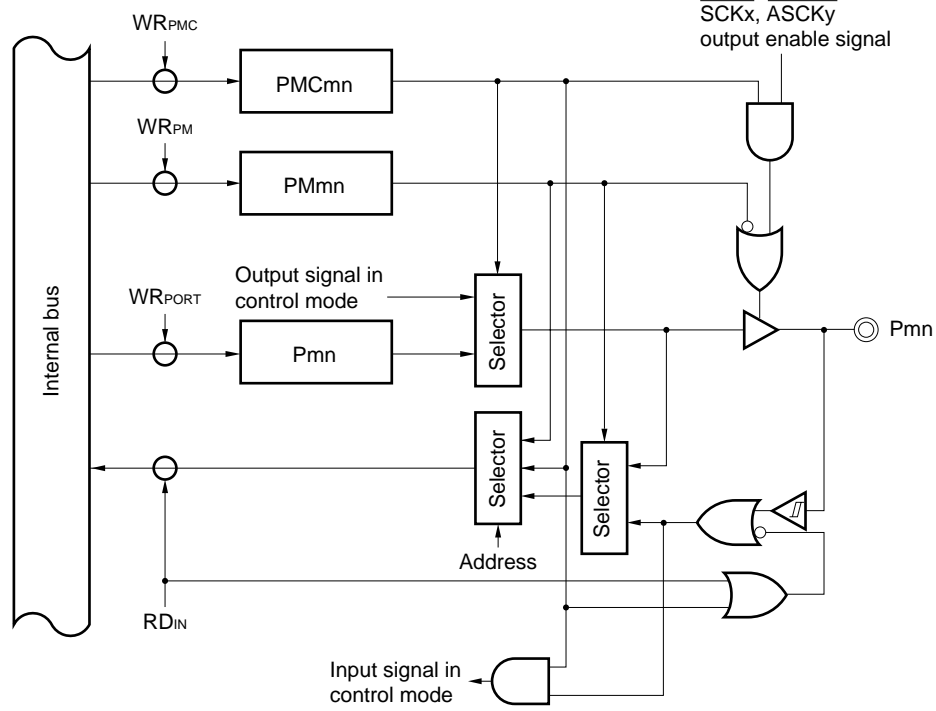 SCKx, ASCKy
output enable signal
WRPMC
PMCmn
WRPM
PMmn
Output signal in
control mode
WRPORT
Pmn
Selector
Pmn
Internal bus
Selector
Selector
Address
RDIN
Input signal in
control mode